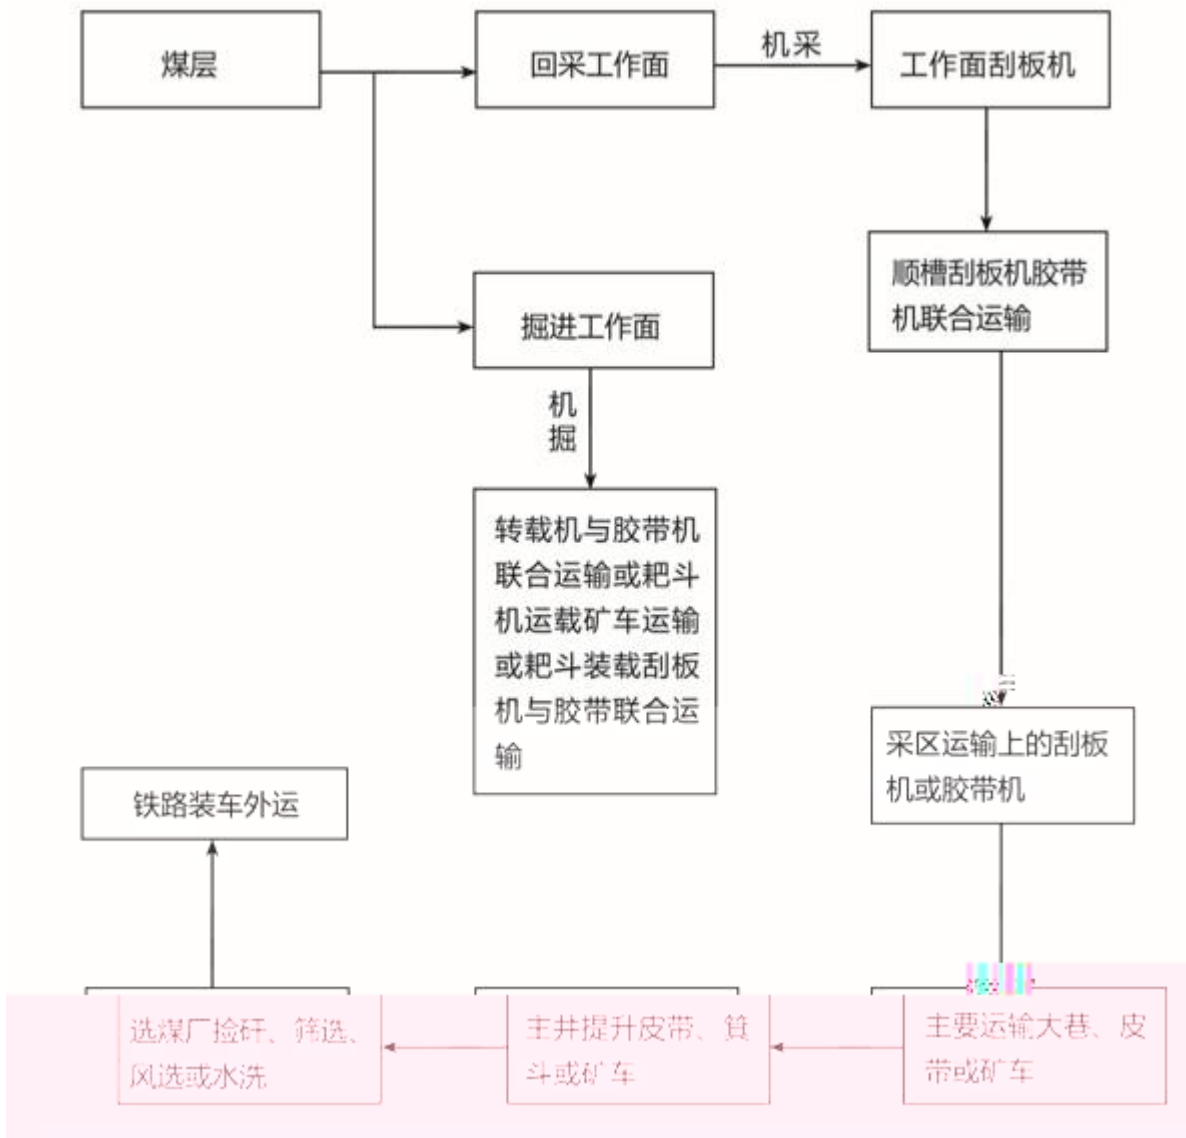 煤层
回采工作面
机采
工作面刮板机
顺槽刮板机胶带
机联合运输
掘进工作面
机
掘
转载机与胶带机
联合运输或耙斗
机运载矿车运输
或耙斗装载刮板
机与胶带联合运
输
采区运输上的刮板
机或胶带机
铁路装车外运
选煤厂捡矸、筛选、
风选或水洗
主井提升皮带、箕
斗或矿车
主要运输大巷、皮
带或矿车